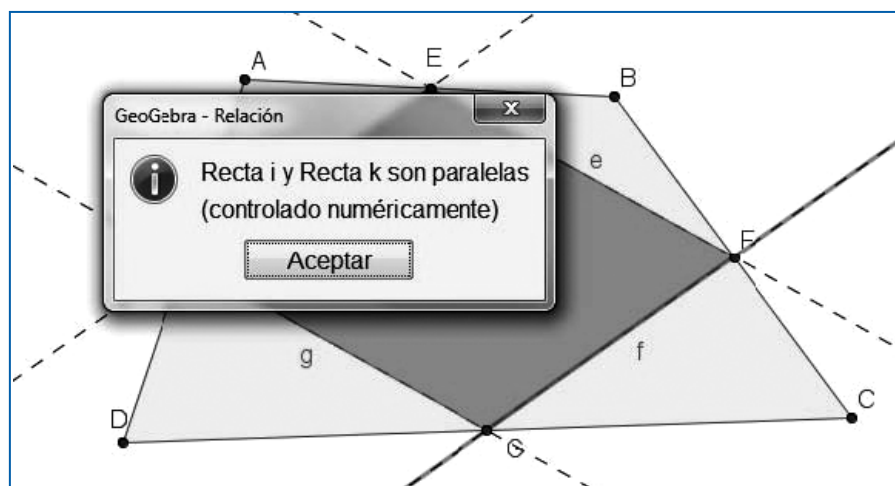 A
E
B
GeoGebra - Relación
x
Recta i y Recta k son paralelas
(controlado numéricamente)
Aceptar
e
F
g
f
D
C
G